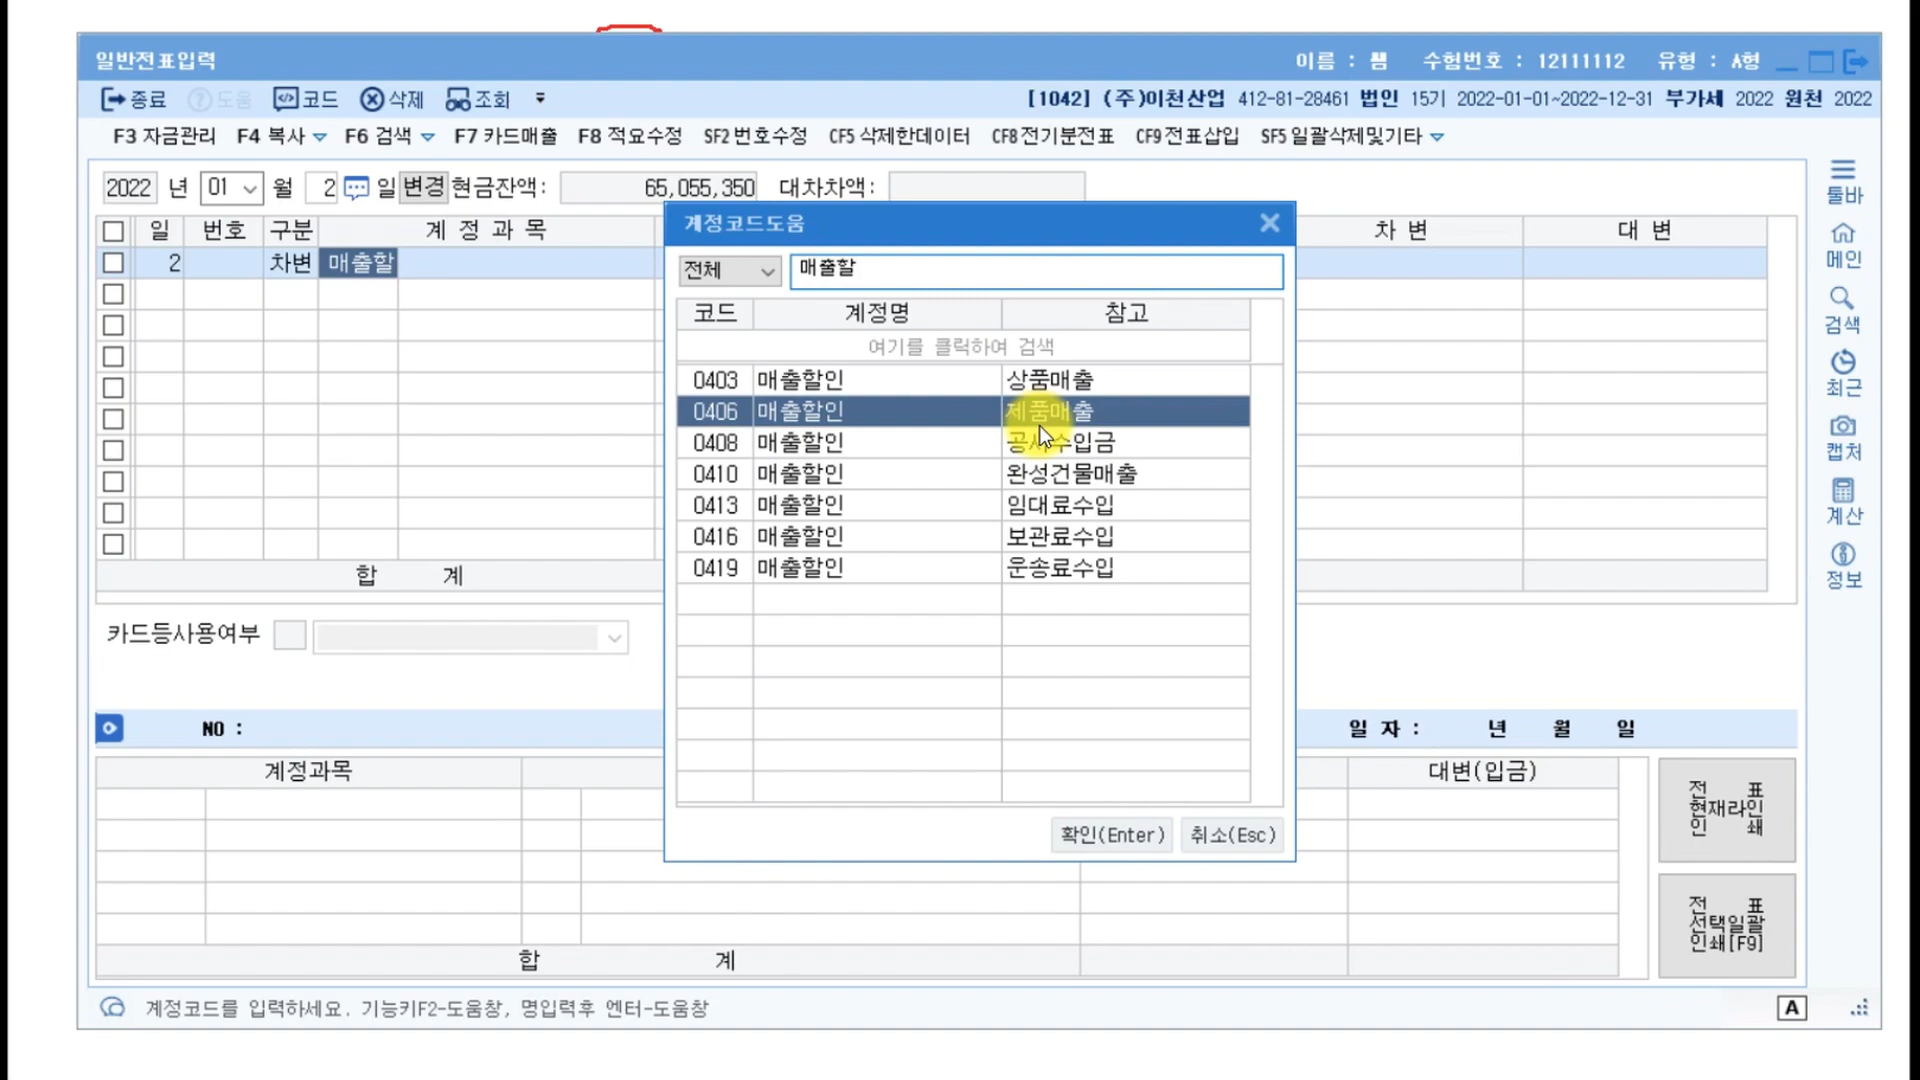 일반전표입력
이름 : 쌤 수험번호 : 12111112 유형 : A형
종료 도움 코드 삭제 조회
[1042] (주)이천산업 412-81-28461 법인 15기 2022-01-01~2022-12-31 부가세 2022 원천 2022
F3 자금관리 F4 복사 F6 검색 F7 카드매출 F8 적요수정 SF2 번호수정 CF5 삭제한데이터 CF8 전기분전표 CF9 전표삽입 SF5 일괄삭제및기타
2022 년 01 월 2 일 변경 현금잔액: 65,055,350 대차차액:
일 번호 구분 계 정 과 목 차 변 대 변
2 차변 매출할
합 계
카드등사용여부
계정코드도움
전체 매출할
코드 계정명 참고
여기를 클릭하여 검색
0403 매출할인 상품매출
0406 매출할인 제품매출
0408 매출할인 공사수입금
0410 매출할인 완성건물매출
0413 매출할인 임대료수입
0416 매출할인 보관료수입
0419 매출할인 운송료수입
확인(Enter) 취소(Esc)
NO : 일 자 : 년 월 일
계정과목 대변(입금)
합 계
전 표
현재라인
인 쇄
전 표
선택일괄
인쇄[F9]
툴바
메인
검색
최근
캡처
계산
정보
계정코드를 입력하세요. 기능키F2-도움창, 명입력후 엔터-도움창
A